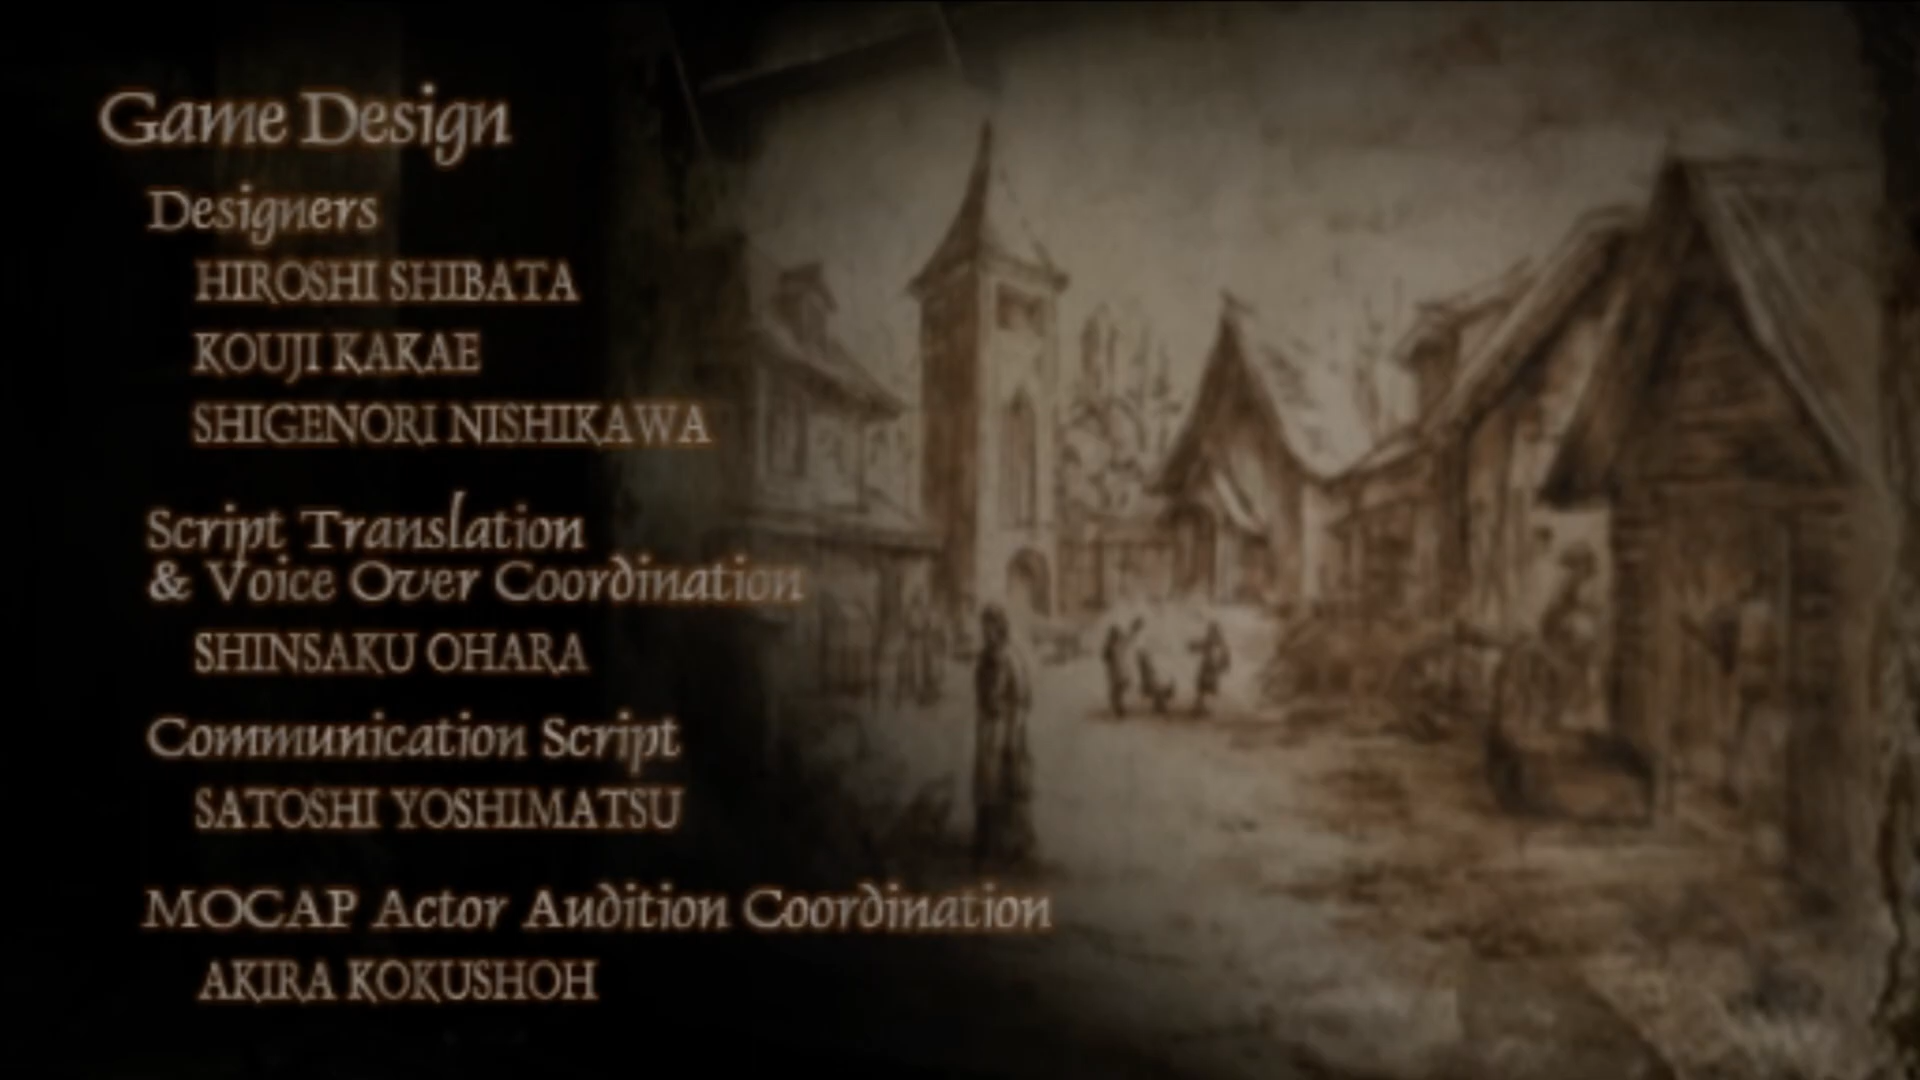 Game Design
Designers
HIROSHI SHIBATA
KOUJI KAKAE
SHIGENORI NISHIKAWA
Script Translation
& Voice Over Coordination
SHINSAKU OHARA
Communication Script
SATOSHI YOSHIMATSU
MOCAP Actor Audition Coordination
AKIRA KOKUSHOH